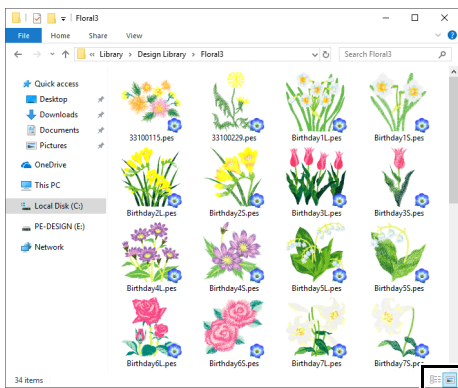 Floral3
File Home Share View
« Library > Design Library > Floral3
Search Floral3
Quick access
Desktop
Downloads
Documents
Pictures
OneDrive
This PC
Local Disk (C:)
PE-DESIGN (E:)
Network
33100115.pes 33100229.pes Birthday1L.pes Birthday1S.pes
Birthday2L.pes Birthday2S.pes Birthday3L.pes Birthday3S.pes
Birthday4L.pes Birthday4S.pes Birthday5L.pes Birthday5S.pes
Birthday6L.pes Birthday6S.pes Birthday7L.pes Birthday7S.pes
34 items